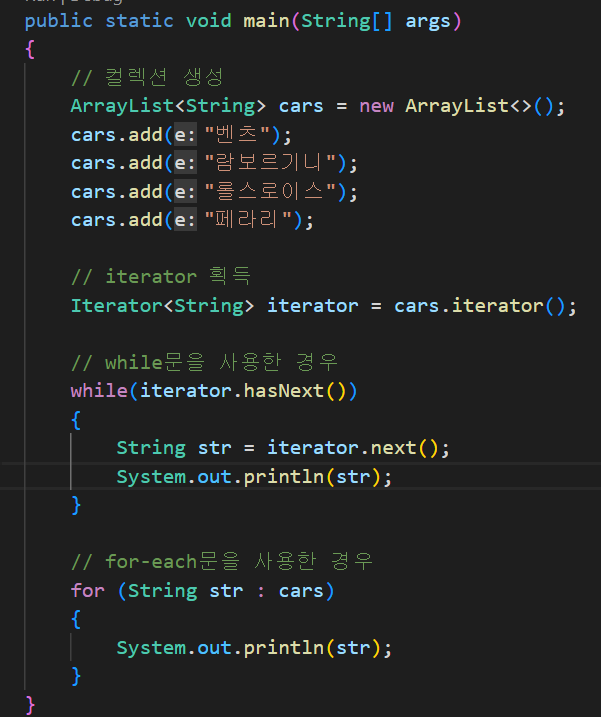 public static void main(String[] args)
{
// 컬렉션 생성
ArrayList<String> cars = new ArrayList<>();
cars.add(e: "벤츠");
cars.add(e: "람보르기니");
cars.add(e: "롤스로이스");
cars.add(e: "페라리");
// iterator 획득
Iterator<String> iterator = cars.iterator();
// while문을 사용한 경우
while(iterator.hasNext())
{
String str = iterator.next();
System.out.println(str);
}
// for-each문을 사용한 경우
for (String str : cars)
{
System.out.println(str);
}
}